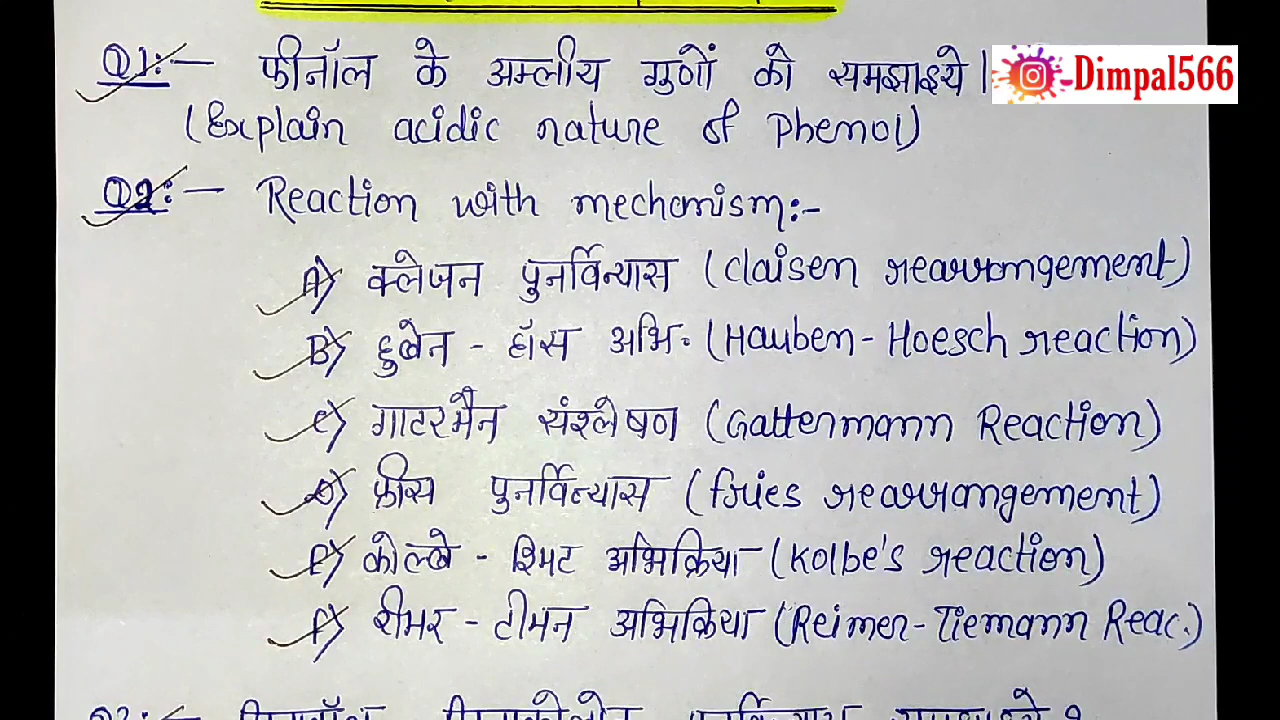 Q1:- फीनॉल के अम्लीय गुणों को समझाइये।
-Dimpal566
(Explain acidic nature of Phenol)
Q2:- Reaction with mechanism:-
A) क्लेजन पुनर्विन्यास (Claisen rearrangement)
B) हुबेन - हॉस अभि. (Hauben-Hoesch reaction)
C) गाटरमैन संश्लेषण (Gattermann Reaction)
D) फ्रीस पुनर्विन्यास (fries rearrangement)
E) कोल्बे - श्मिट अभिक्रिया (Kolbe's reaction)
F) रीमर - टीमन अभिक्रिया (Reimer-Tiemann Reac.)